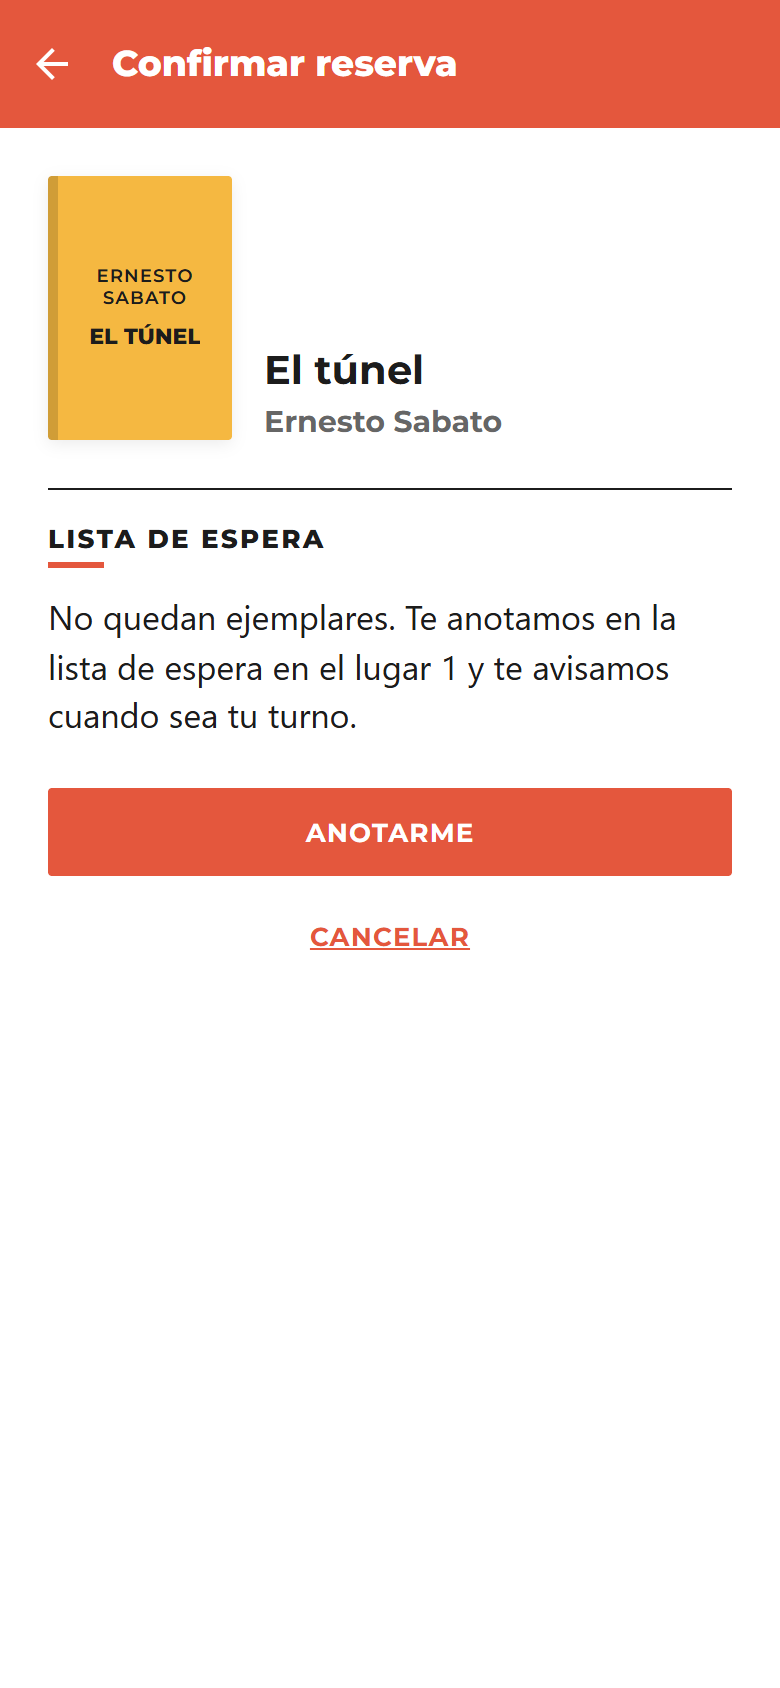 Confirmar reserva
ERNESTO
SABATO
EL TÚNEL
El túnel
Ernesto Sabato
LISTA DE ESPERA
No quedan ejemplares. Te anotamos en la
lista de espera en el lugar 1 y te avisamos
cuando sea tu turno.
ANOTARME
CANCELAR